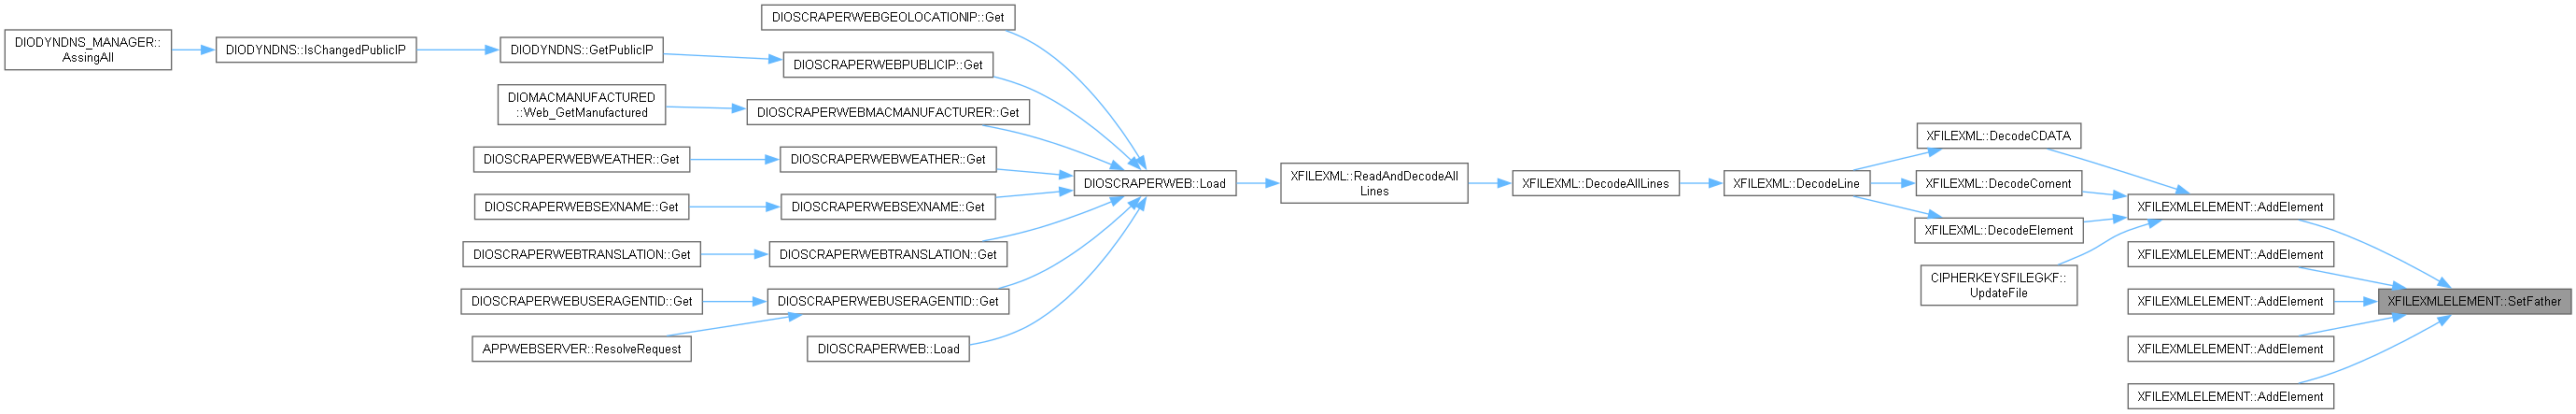 DIODYNDNS_MANAGER::
AssingAll
DIODYNDNS::IsChangedPublicIP
DIODYNDNS::GetPublicIP
DIOMACMANUFACTURED
::Web_GetManufactured
DIOSCRAPERWEBWEATHER::Get
DIOSCRAPERWEBSEXNAME::Get
DIOSCRAPERWEBTRANSLATION::Get
DIOSCRAPERWEBUSERAGENTID::Get
APPWEBSERVER::ResolveRequest
DIOSCRAPERWEBGEOLOCATIONIP::Get
DIOSCRAPERWEBPUBLICIP::Get
DIOSCRAPERWEBMACMANUFACTURER::Get
DIOSCRAPERWEBWEATHER::Get
DIOSCRAPERWEBSEXNAME::Get
DIOSCRAPERWEBTRANSLATION::Get
DIOSCRAPERWEBUSERAGENTID::Get
DIOSCRAPERWEB::Load
DIOSCRAPERWEB::Load
XFILEXML::ReadAndDecodeAll
Lines
XFILEXML::DecodeAllLines
XFILEXML::DecodeLine
XFILEXML::DecodeCDATA
XFILEXML::DecodeComent
XFILEXML::DecodeElement
CIPHERKEYSFILEGKF::
UpdateFile
XFILEXMLELEMENT::AddElement
XFILEXMLELEMENT::AddElement
XFILEXMLELEMENT::AddElement
XFILEXMLELEMENT::AddElement
XFILEXMLELEMENT::AddElement
XFILEXMLELEMENT::SetFather